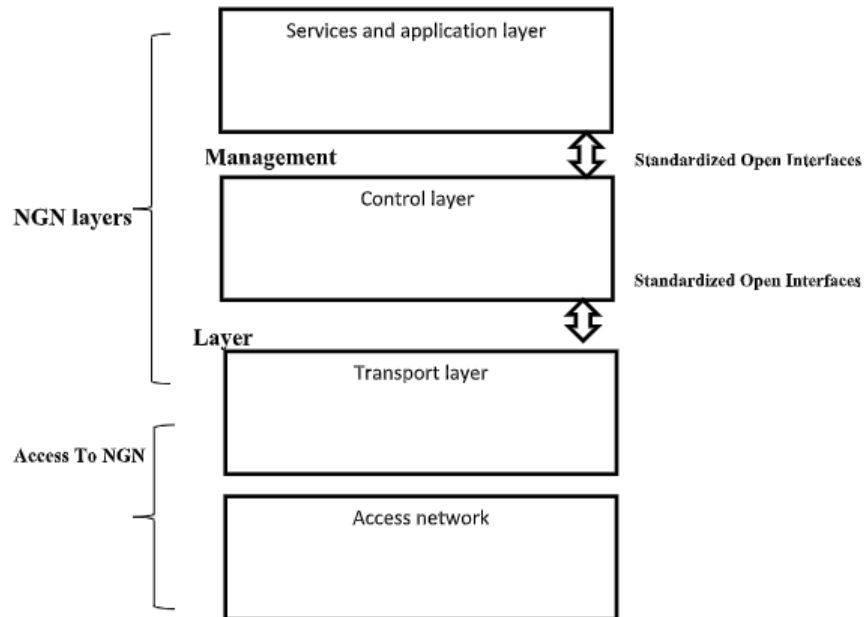 Services and application layer
Management
Standardized Open Interfaces
Control layer
NGN layers
Standardized Open Interfaces
Layer
Transport layer
Access To NGN
Access network